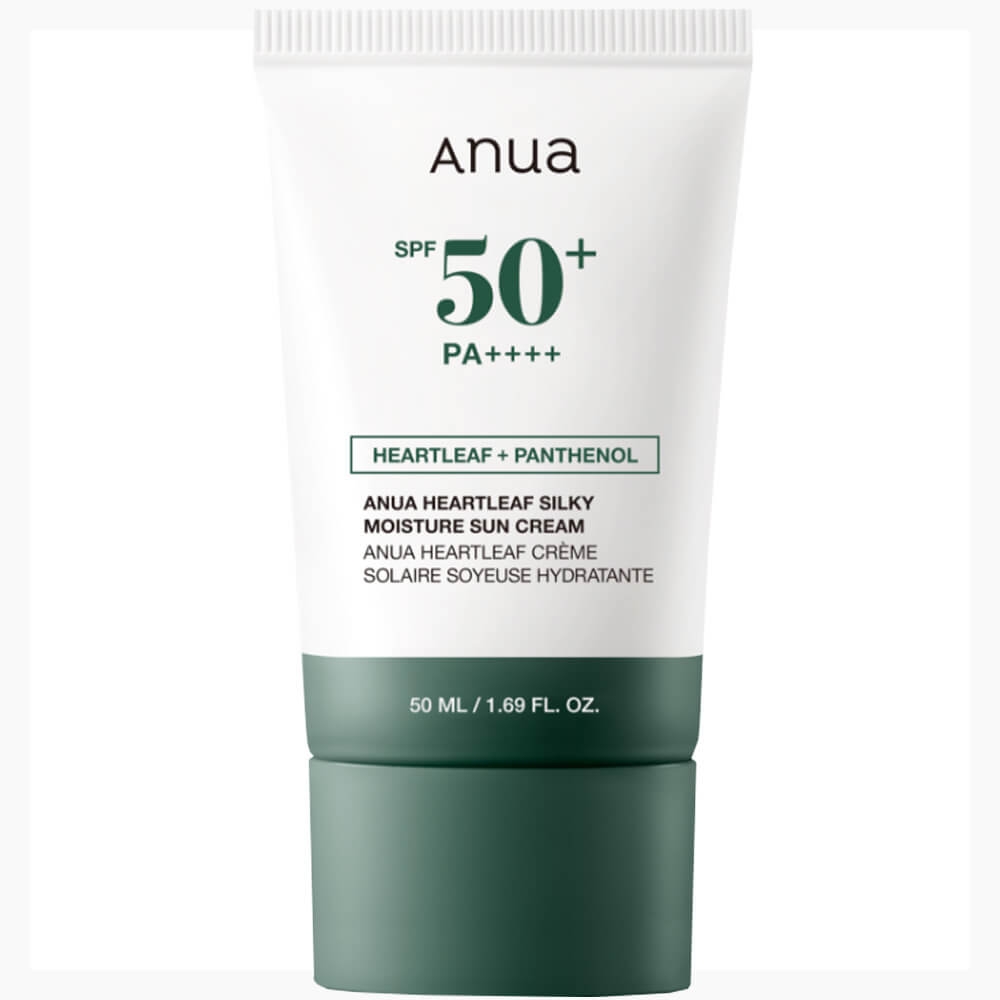 Anua
SPF 50+
PA++++
HEARTLEAF + PANTHENOL
ANUA HEARTLEAF SILKY
MOISTURE SUN CREAM
ANUA HEARTLEAF CRÈME
SOLAIRE SOYEUSE HYDRATANTE
50 ML / 1.69 FL. OZ.